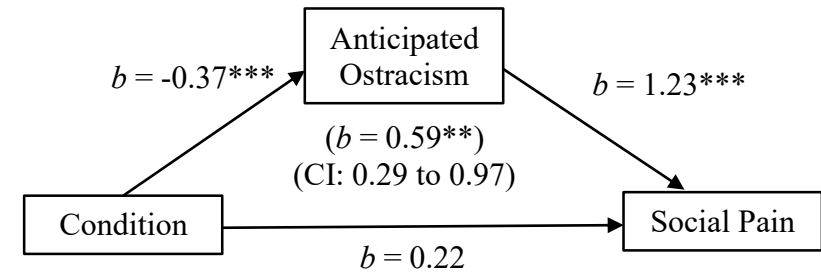 Anticipated
Ostracism
b = -0.37***
b = 1.23***
(b = 0.59**)
(CI: 0.29 to 0.97)
Condition
Social Pain
b = 0.22